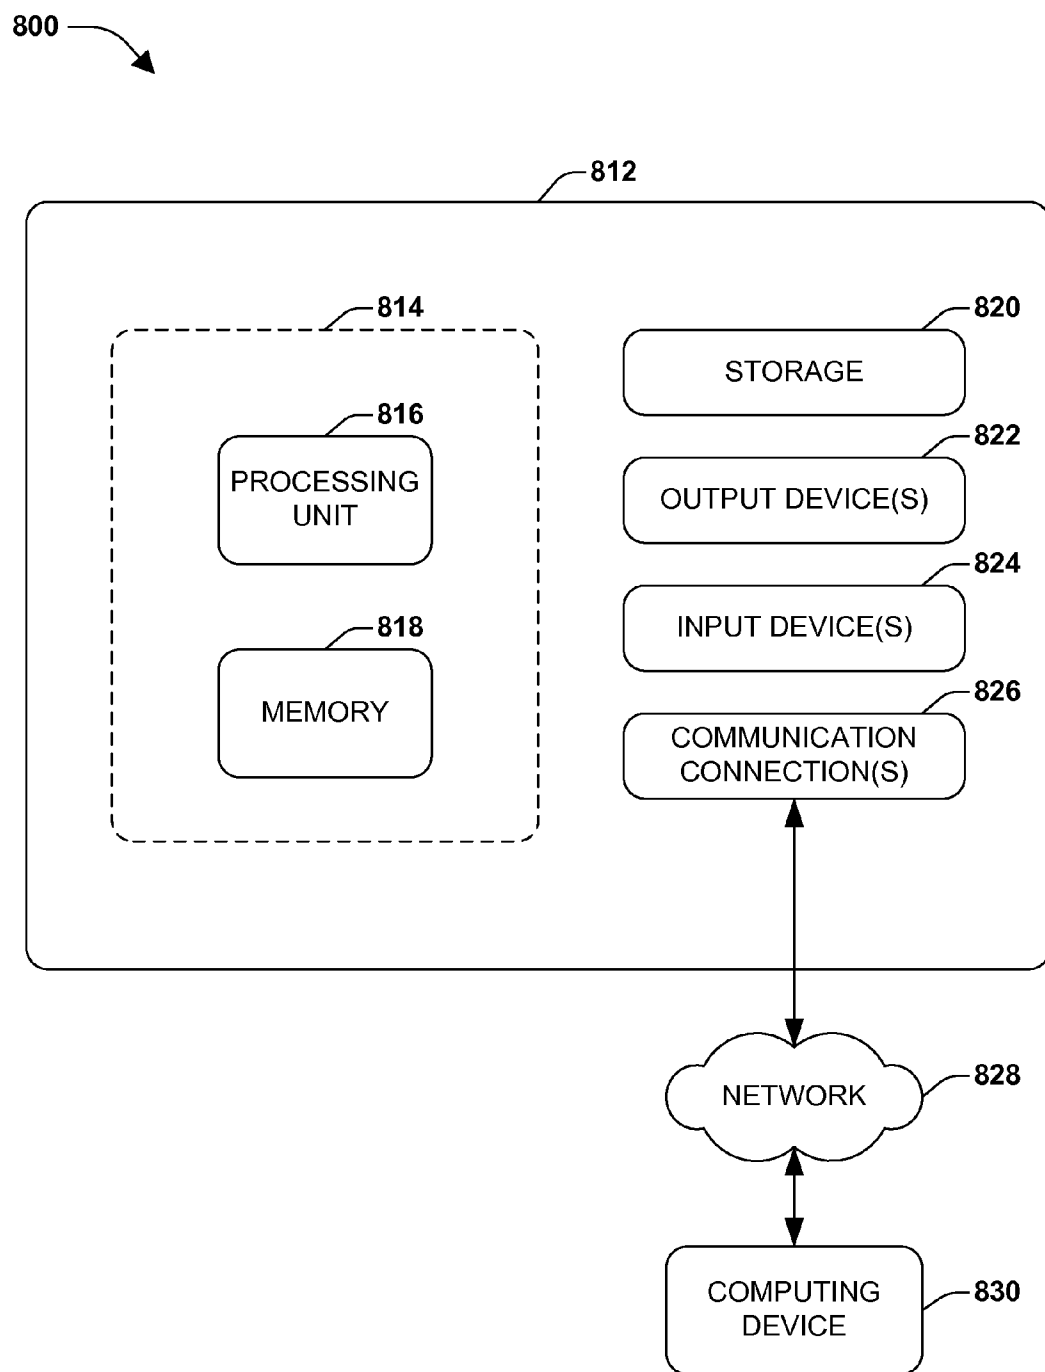 800
812
814
816
PROCESSING
UNIT
818
MEMORY
820
STORAGE
822
OUTPUT DEVICE(S)
824
INPUT DEVICE(S)
826
COMMUNICATION
CONNECTION(S)
NETWORK
828
COMPUTING
DEVICE
830